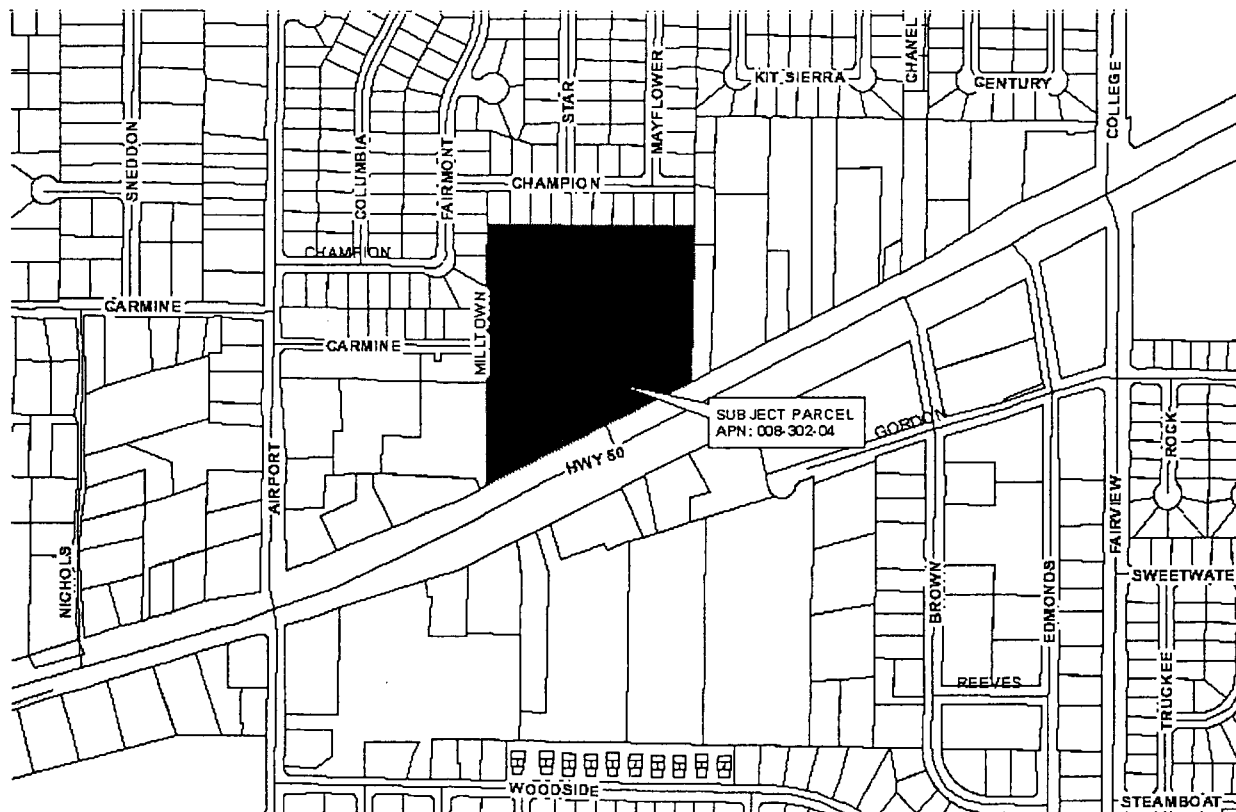 KIT SIERRA
CHANEL
CENTURY
COLLEGE
MAYFLOWER
STAR
SNEDDON
COLUMBIA
FAIRMONT
CHAMPION
CHAMPION
CARMINE
MILLTOWN
CARMINE
SUBJECT PARCEL
APN: 008-302-04
GORDON
ROCK
HWY 50
AIRPORT
FAIRVIEW
NICHOLS
SWEETWATE
BROWN
EDMONDS
TRUCKEE
REEVES
WOODSIDE
STEAMBOAT